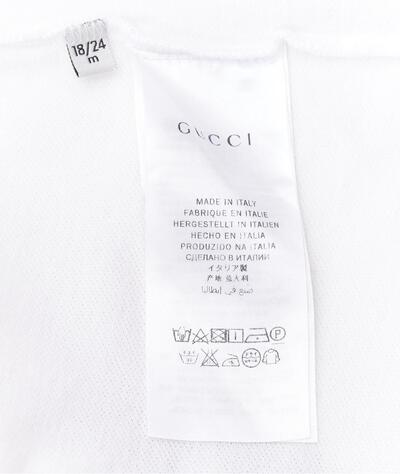 18/24
m
GUCCI
MADE IN ITALY
FABRIQUE EN ITALIE
HERGESTELLT IN ITALIEN
HECHO EN ITALIA
PRODUZIDO NA ITALIA
СДЕЛАНО В ИТАЛИИ
イタリア製
产地 意大利
صنع في إيطاليا